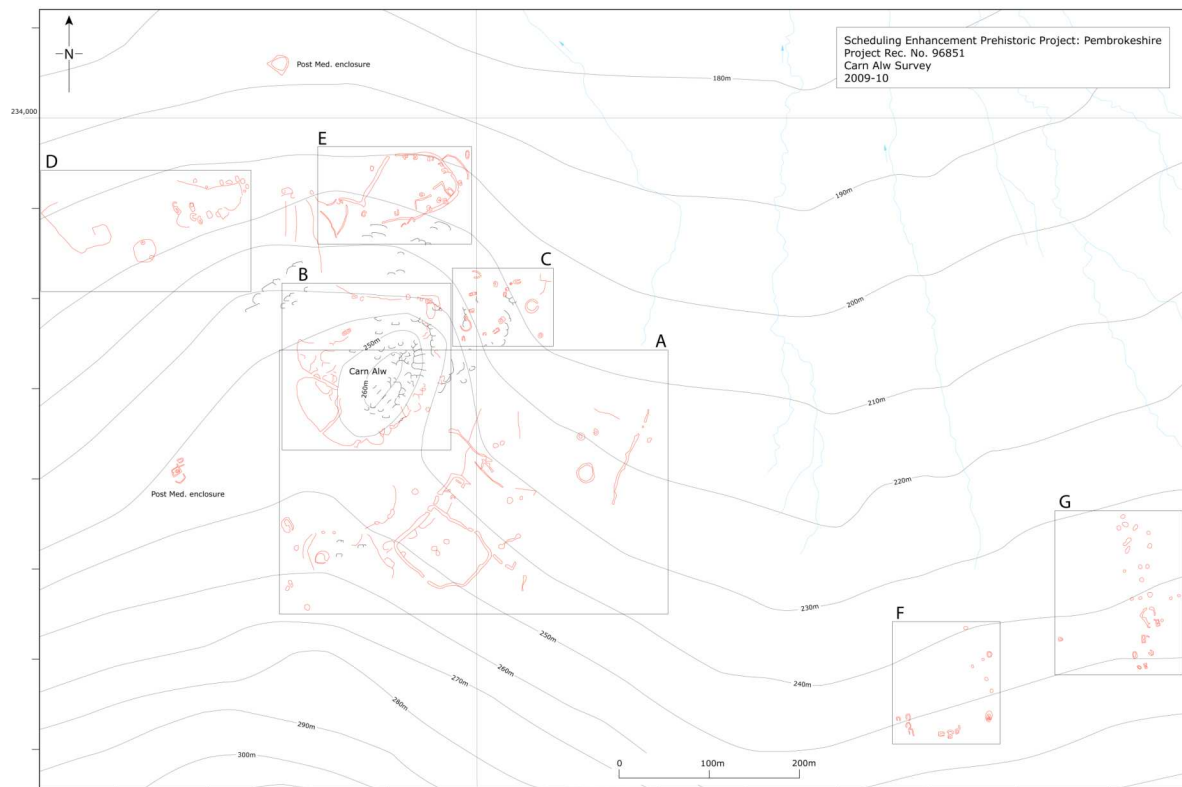 N
Post Med. enclosure
Scheduling Enhancement Prehistoric Project: Pembrokeshire
Project Rec. No. 96851
Carn Alw Survey
2009-10
180m
234,000
E
D
190m
C
B
200m
A
250m
Carn Alw
260m
210m
220m
Post Med. enclosure
G
230m
F
250m
260m
240m
270m
280m
290m
300m
0 100m 200m